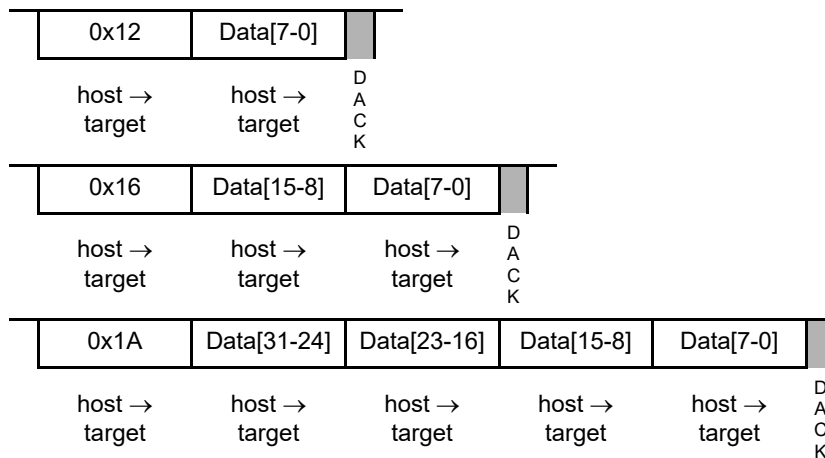 0x12 Data[7-0]
host → host →
target target
D
A
C
K
0x16 Data[15-8] Data[7-0]
host → host → host →
target target target
D
A
C
K
0x1A Data[31-24] Data[23-16] Data[15-8] Data[7-0]
host → host → host → host → host →
target target target target target
D
A
C
K